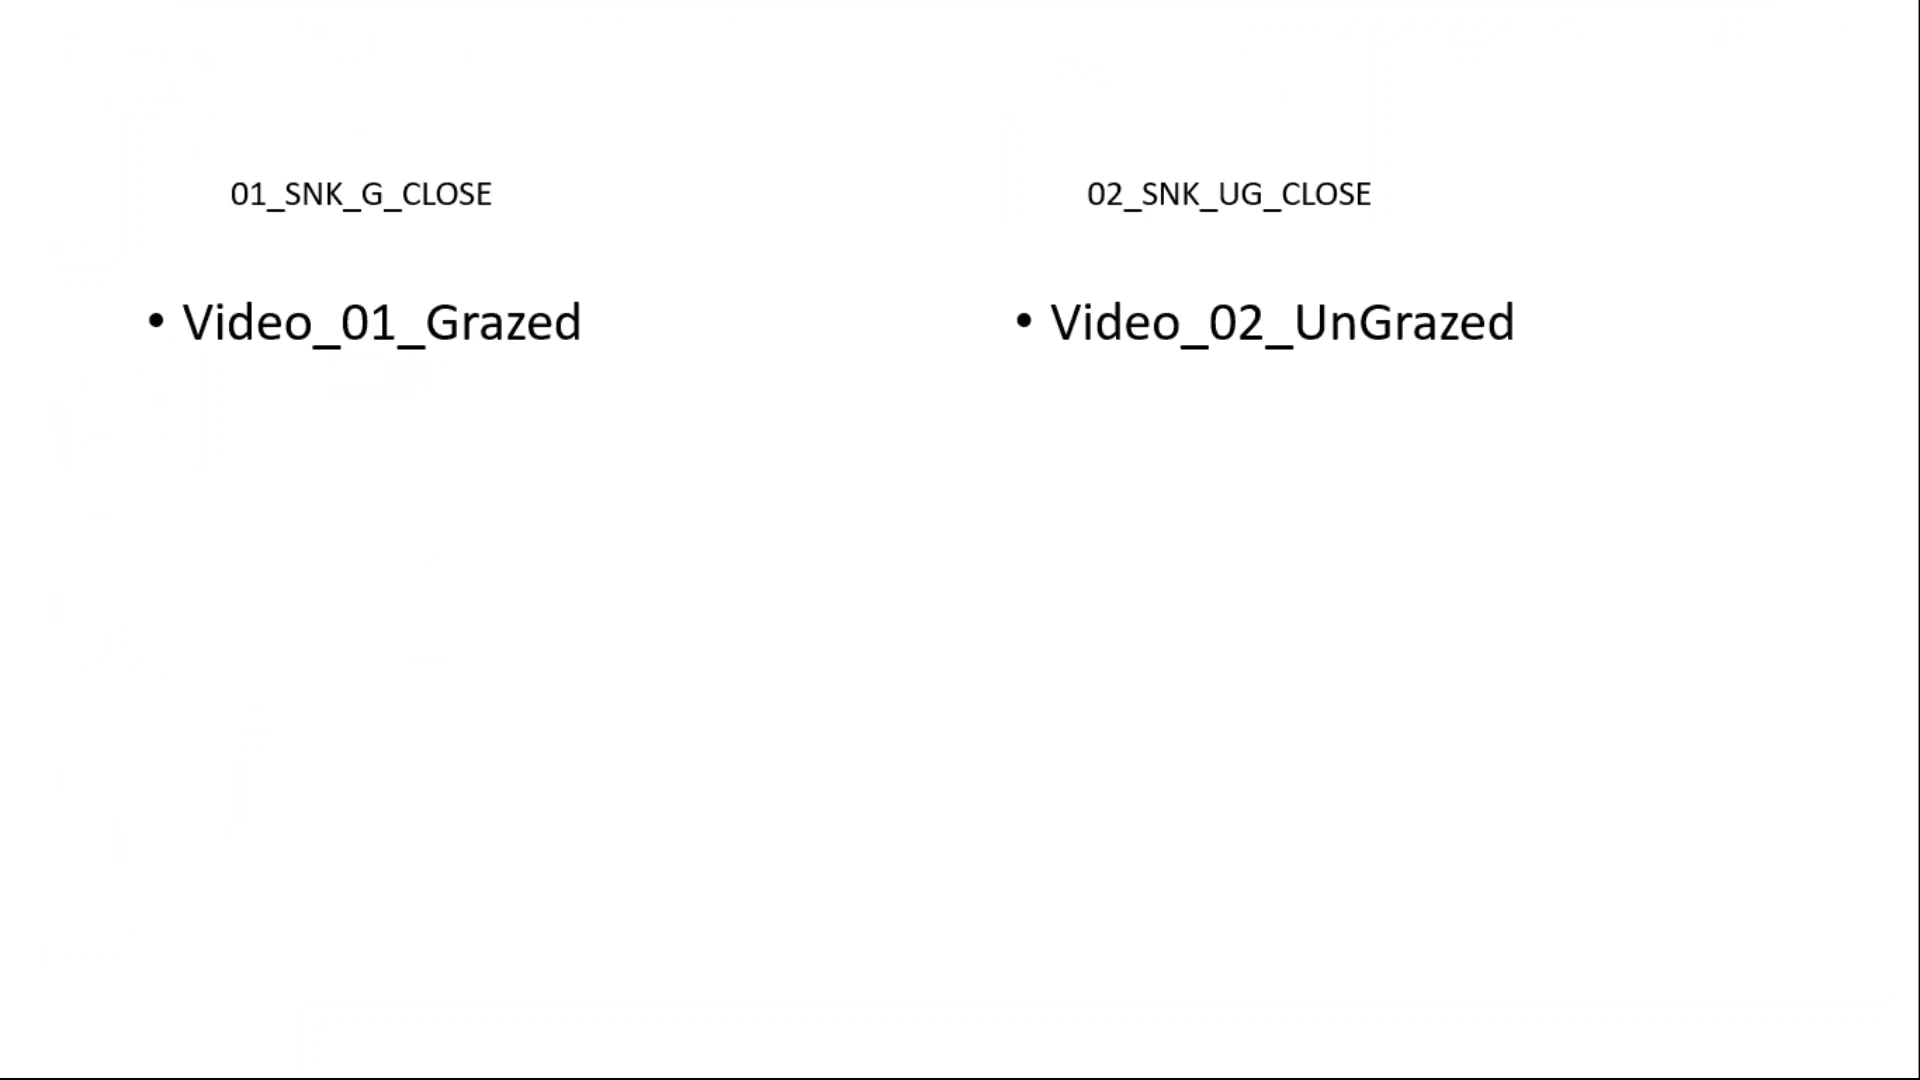 01_SNK_G_CLOSE
02_SNK_UG_CLOSE
• Video_01_Grazed
• Video_02_UnGrazed